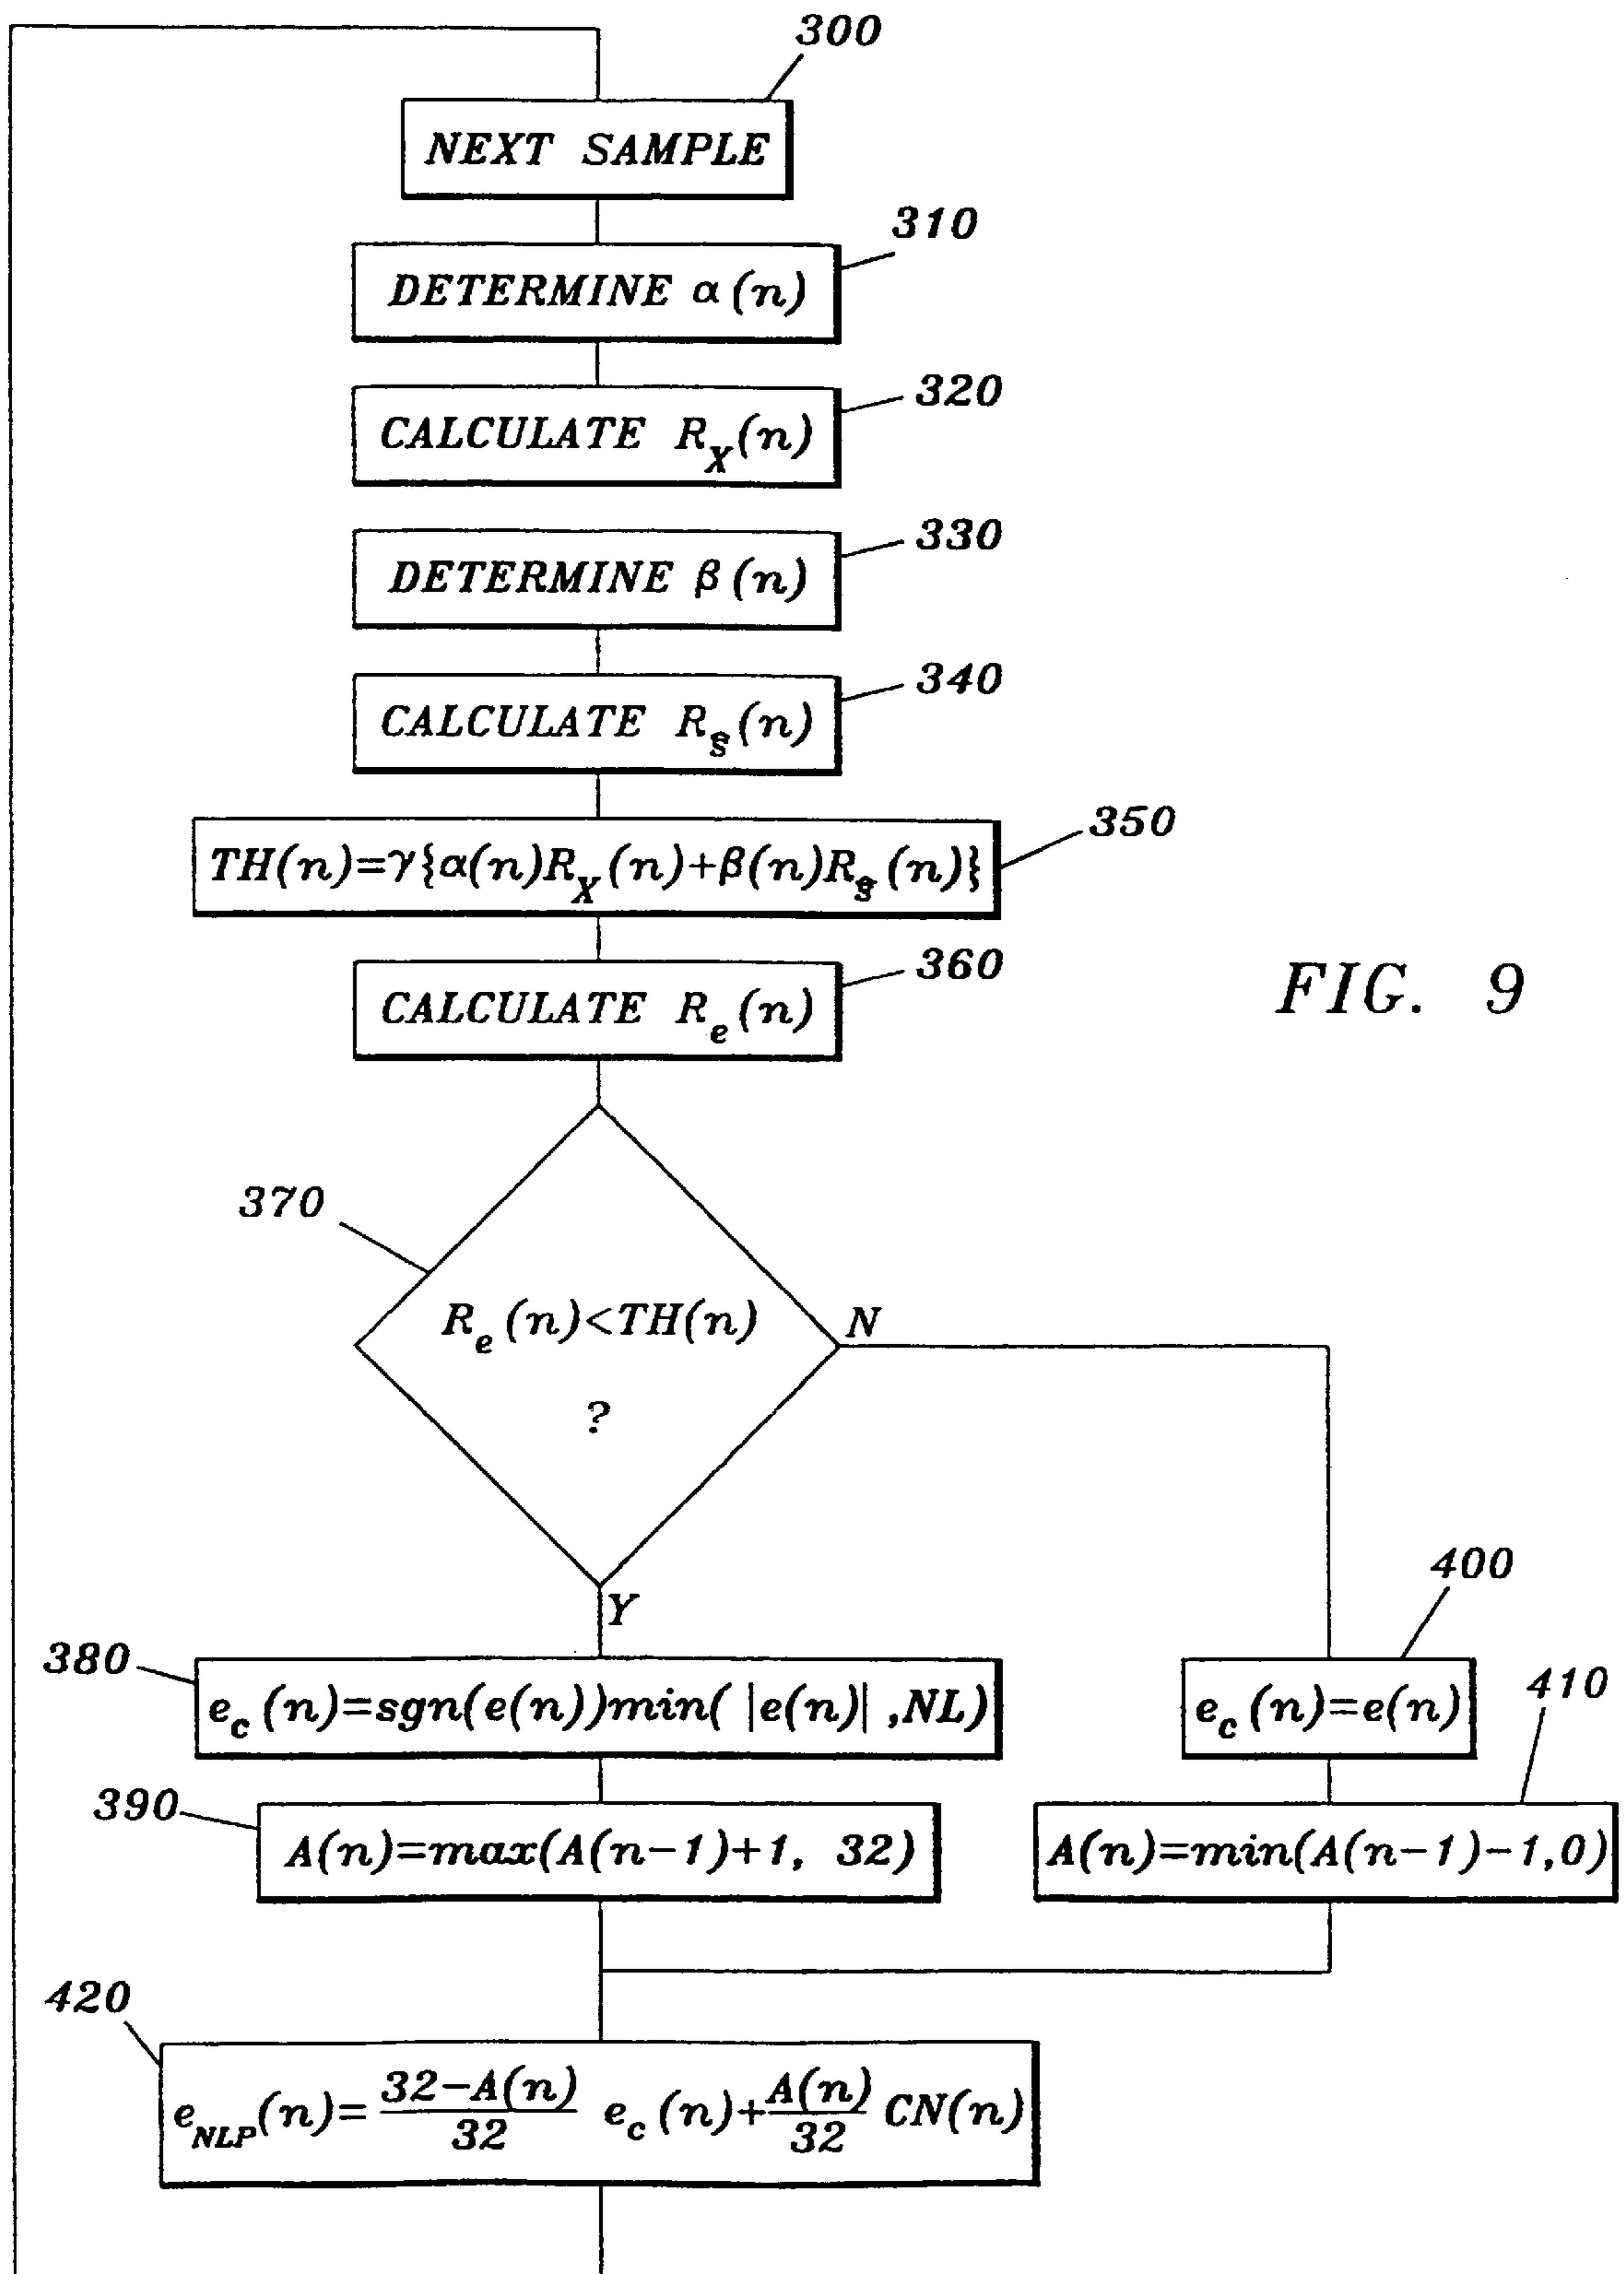 300
NEXT SAMPLE
310
DETERMINE α(n)
320
CALCULATE R_X(n)
330
DETERMINE β(n)
340
CALCULATE R_ŝ(n)
350
TH(n)=γ{α(n)R_X(n)+β(n)R_ŝ(n)}
360
CALCULATE R_e(n)
FIG. 9
370
R_e(n)<TH(n)
?
N
Y
380
e_c(n)=sgn(e(n))min( |e(n)| ,NL)
400
e_c(n)=e(n)
390
A(n)=max(A(n-1)+1, 32)
410
A(n)=min(A(n-1)-1,0)
420
e_NLP(n)= 32-A(n)/32 e_c(n)+ A(n)/32 CN(n)